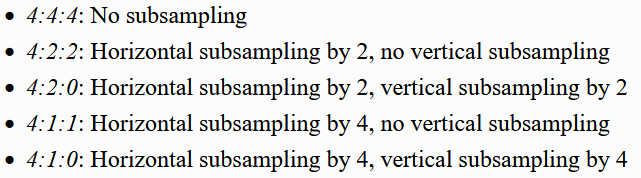 • 4:4:4: No subsampling
• 4:2:2: Horizontal subsampling by 2, no vertical subsampling
• 4:2:0: Horizontal subsampling by 2, vertical subsampling by 2
• 4:1:1: Horizontal subsampling by 4, no vertical subsampling
• 4:1:0: Horizontal subsampling by 4, vertical subsampling by 4